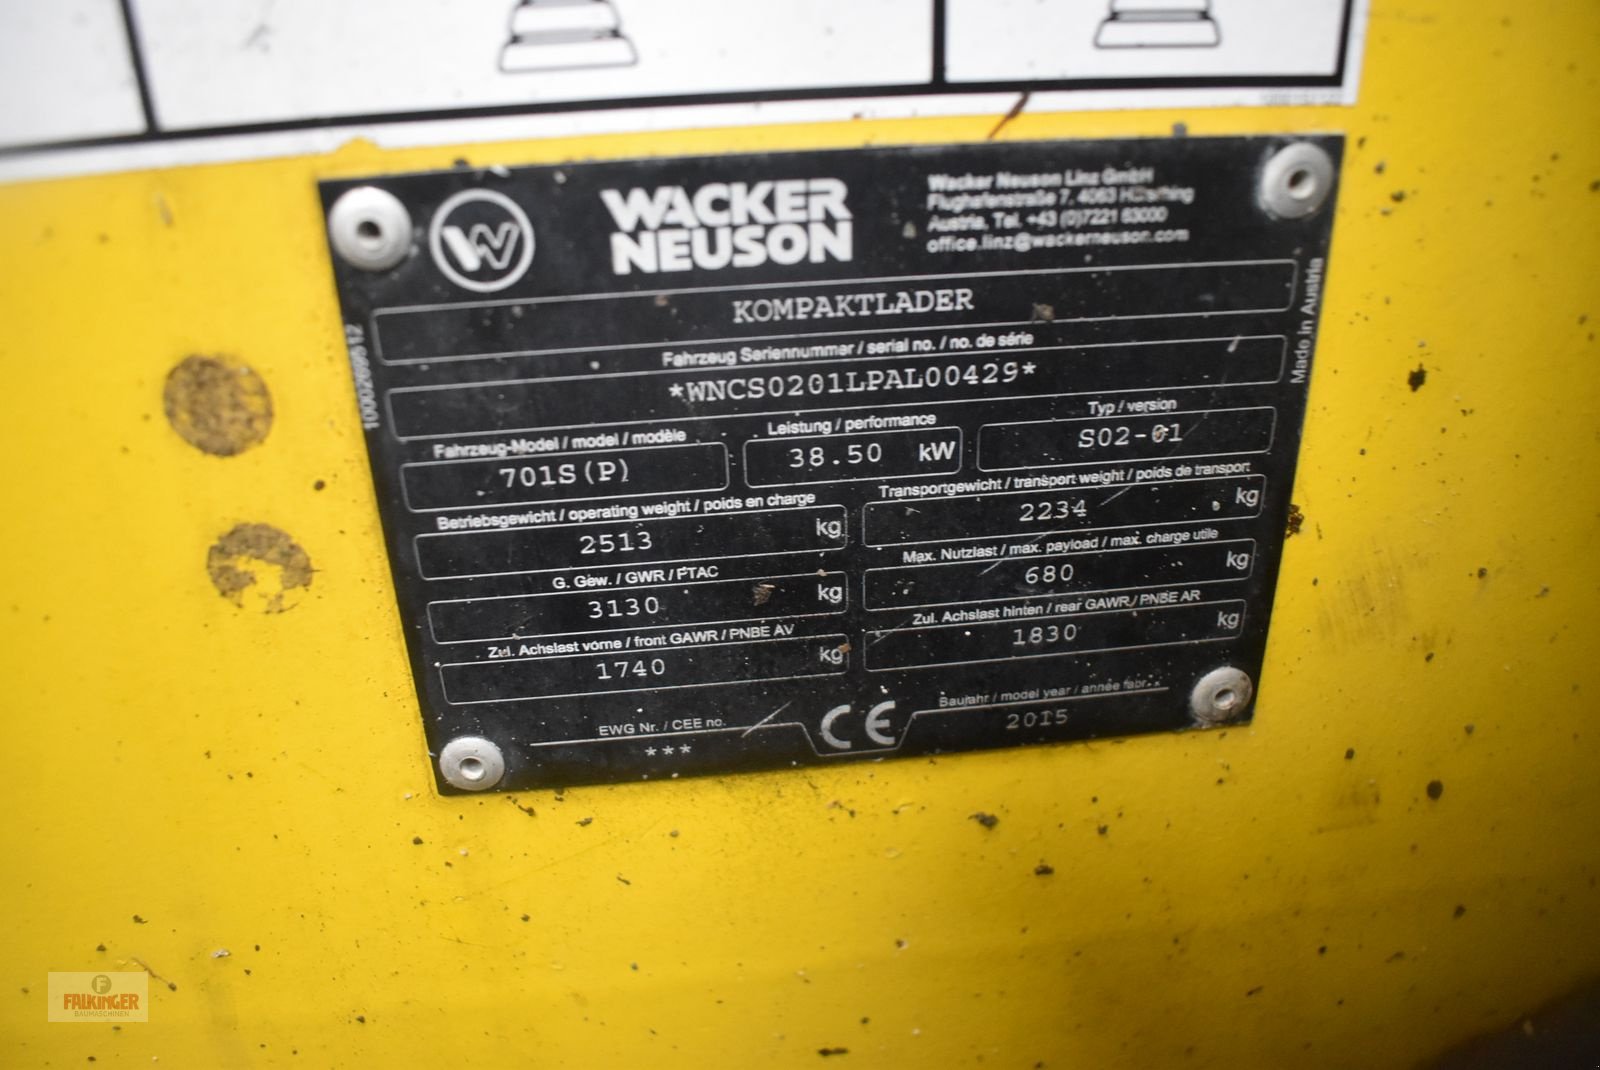 WACKER
NEUSON
Wacker Neuson Linz GmbH
Flughafenstraße 7, 4063 Hörsching
Austria, Tel. +43 (0)7221 63000
office.linz@wackerneuson.com
KOMPAKTLADER
Fahrzeug Seriennummer / serial no. / no. de série
*WNCS0201LPAL00429*
Fahrzeug-Model / model / modèle
701S(P)
Leistung / performance
38.50 kW
Typ / version
S02-01
Betriebsgewicht / operating weight / poids en charge
2513 kg
Transportgewicht / transport weight / poids de transport
2234 kg
G. Gew. / GWR / PTAC
3130 kg
Max. Nutzlast / max. payload / max. charge utile
680 kg
Zul. Achslast vorne / front GAWR / PNBE AV
1740 kg
Zul. Achslast hinten / rear GAWR / PNBE AR
1830 kg
EWG Nr. / CEE no.
***
CE
Baujahr / model year / année fabr.
2015
Made in Austria
FALKINGER
BAUMASCHINEN